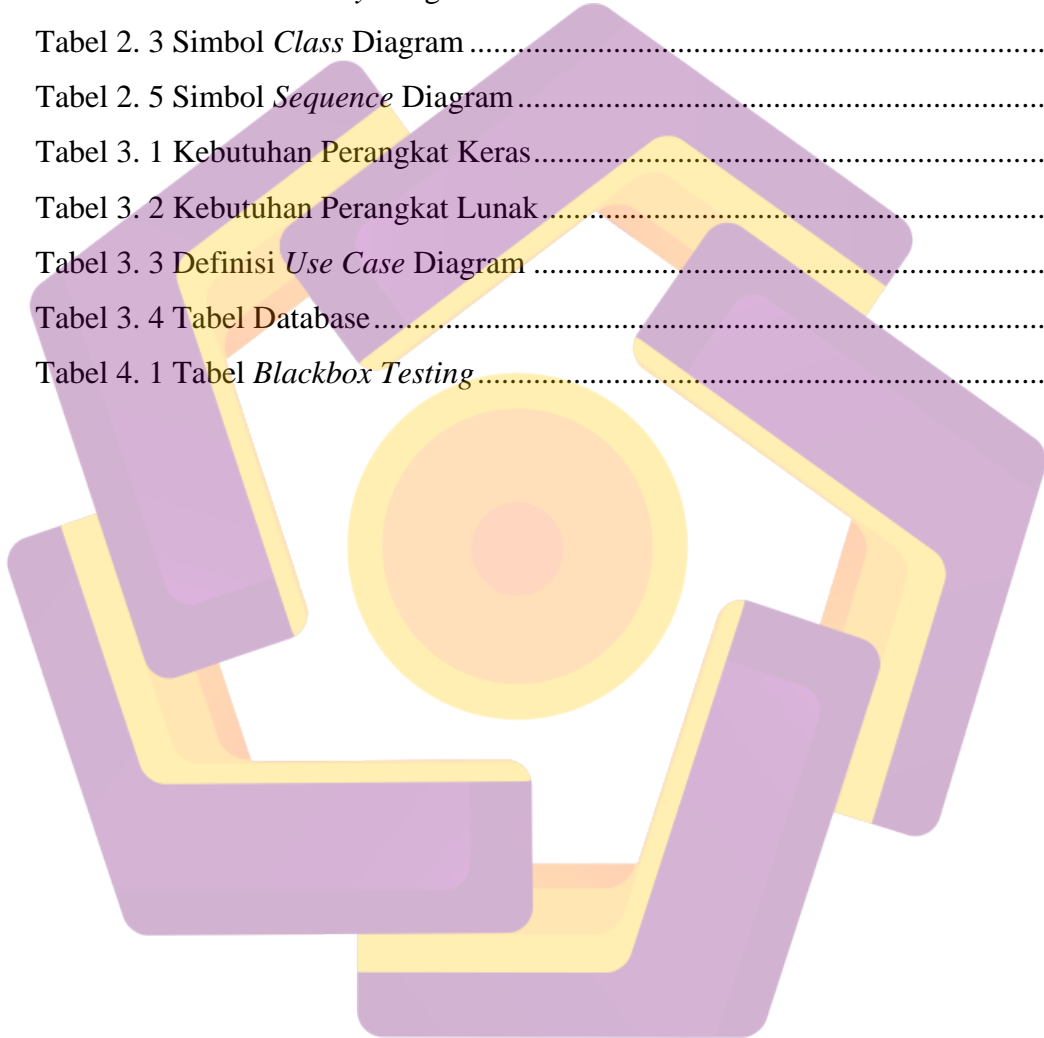 Tabel 2. 3 Simbol Class Diagram ........................................................................
Tabel 2. 5 Simbol Sequence Diagram ..................................................................
Tabel 3. 1 Kebutuhan Perangkat Keras ................................................................
Tabel 3. 2 Kebutuhan Perangkat Lunak ...............................................................
Tabel 3. 3 Definisi Use Case Diagram ................................................................
Tabel 3. 4 Tabel Database ....................................................................................
Tabel 4. 1 Tabel Blackbox Testing .......................................................................